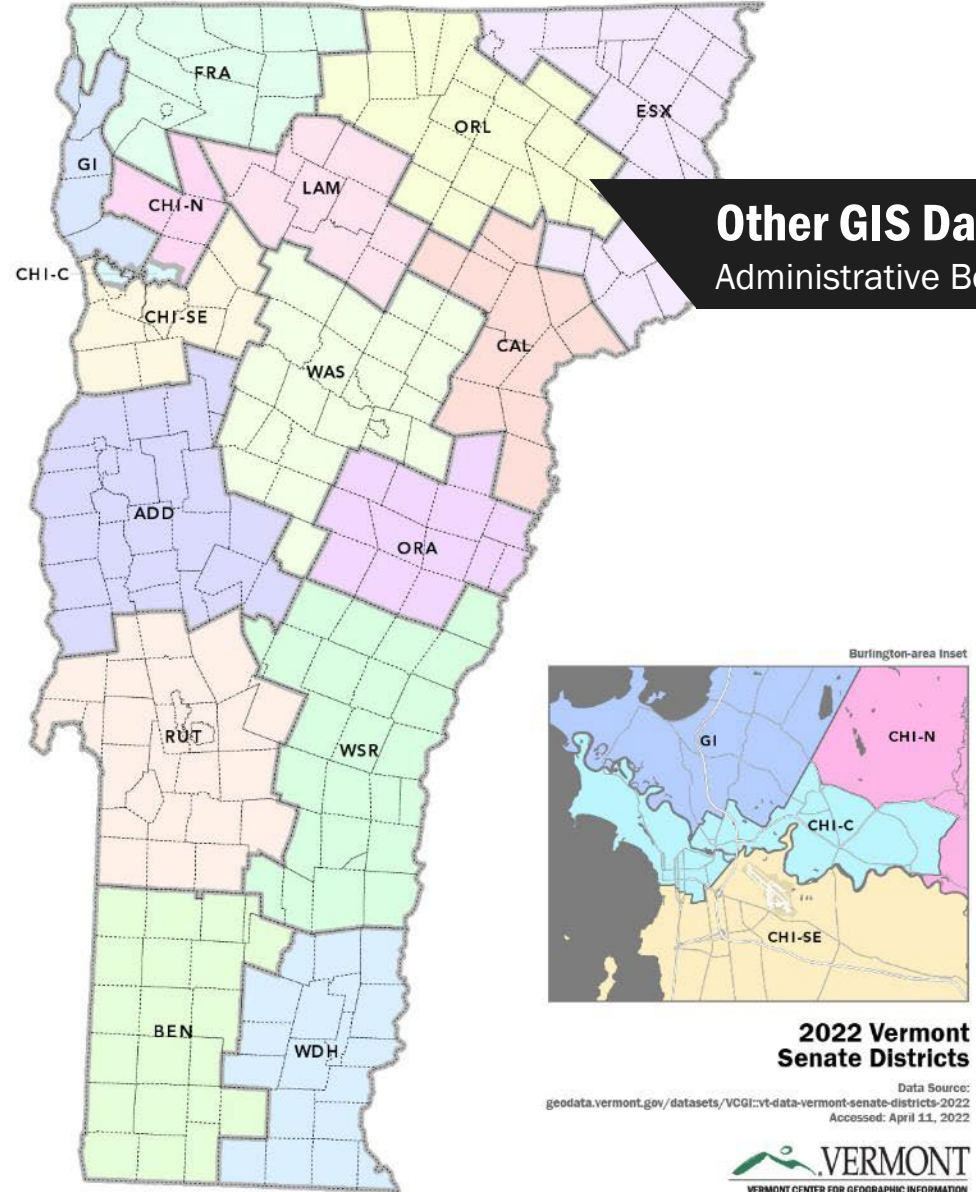 FRA
ORL
ESX
GI
LAM
CHI-N
Other GIS Da
Administrative Bo
CHI-C
CHI-SE
CAL
WAS
ADD
ORA
Burlington-area Inset
RUT
WSR
GI
CHI-N
CHI-C
CHI-SE
BEN
WDH
2022 Vermont
Senate Districts
Data Source:
geodata.vermont.gov/datasets/VCGI::vt-data-vermont-senate-districts-2022
Accessed: April 11, 2022
VERMONT
VERMONT CENTER FOR GEOGRAPHIC INFORMATION